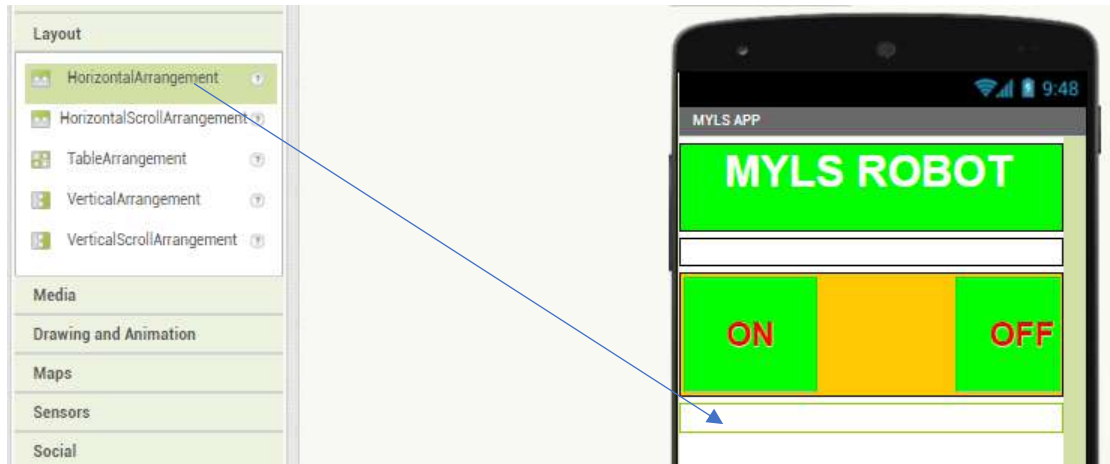 Layout
HorizontalArrangement
HorizontalScrollArrangement
TableArrangement
VerticalArrangement
VerticalScrollArrangement
Media
Drawing and Animation
Maps
Sensors
Social
9:48
MYLS APP
MYLS ROBOT
ON OFF